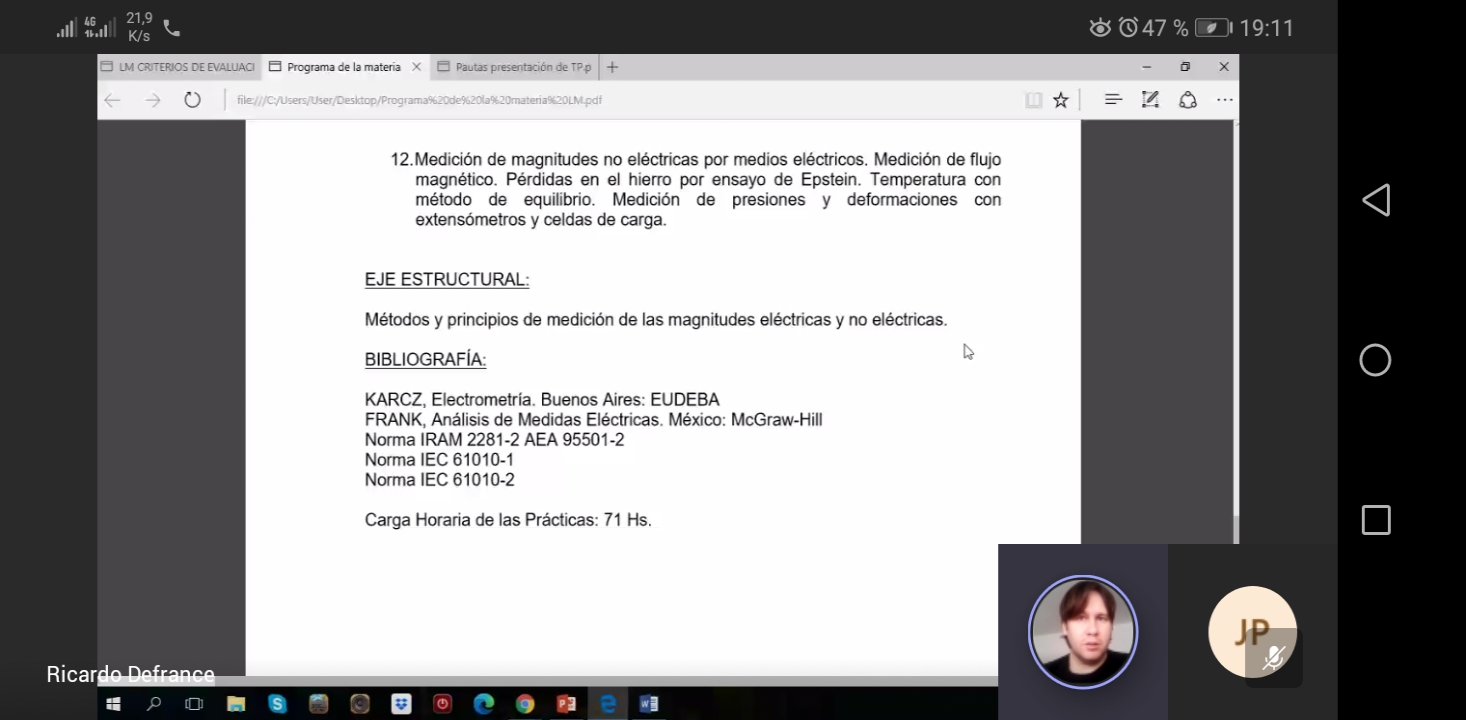 4G
21,9
K/s
47 %
19:11
LM CRITERIOS DE EVALUACI
Programa de la materia
Pautas presentación de TP.p
file:///C:/Users/User/Desktop/Programa%20de%20la%20materia%20LM.pdf
12.Medición de magnitudes no eléctricas por medios eléctricos. Medición de flujo
magnético. Pérdidas en el hierro por ensayo de Epstein. Temperatura con
método de equilibrio. Medición de presiones y deformaciones con
extensómetros y celdas de carga.
EJE ESTRUCTURAL:
Métodos y principios de medición de las magnitudes eléctricas y no eléctricas.
BIBLIOGRAFÍA:
KARCZ, Electrometría. Buenos Aires: EUDEBA
FRANK, Análisis de Medidas Eléctricas. México: McGraw-Hill
Norma IRAM 2281-2 AEA 95501-2
Norma IEC 61010-1
Norma IEC 61010-2
Carga Horaria de las Prácticas: 71 Hs.
JP
Ricardo Defrance